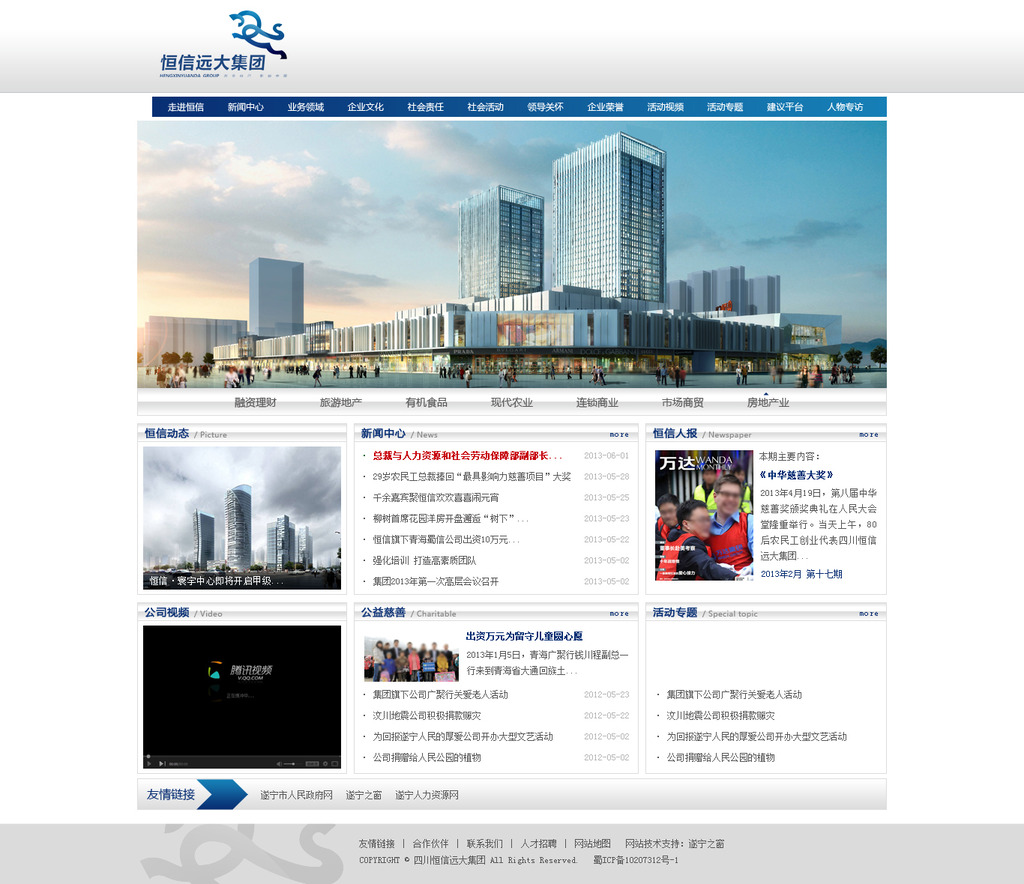 恒信远大集团
HENGXINYUANDA GROUP
走进恒信 新闻中心 业务领域 企业文化 社会责任 社会活动 领导关怀 企业荣誉 活动视频 活动专题 建议平台 人物专访
PRADA ARMANI
融资理财 旅游地产 有机食品 现代农业 连锁商业 市场商贸 房地产业
恒信动态 / Picture
恒信·寰宇中心即将开启甲级...
新闻中心 / News more
· 总裁与人力资源和社会劳动保障部副部长... 2013-06-01
· 29岁农民工总裁捧回“最具影响力慈善项目”大奖 2013-05-28
· 千余嘉宾聚恒信欢欢喜喜闹元宵 2013-05-25
· 柳树首席花园洋房开盘邂逅“树下”... 2013-05-23
· 恒信旗下青海蜀信公司出资10万元... 2013-05-22
· 强化培训 打造高素质团队 2013-05-02
· 集团2013年第一次高层会议召开 2013-05-02
恒信人报 / Newspaper more
万达 WANDA
MONTHLY
本期主要内容：
《中华慈善大奖》
2013年4月19日，第八届中华
慈善奖颁奖典礼在人民大会
堂隆重举行。当天上午，80
后农民工创业代表四川恒信
远大集团...
2013年2月 第十七期
公司视频 / Video
腾讯视频
V.QQ.COM
公益慈善 / Charitable more
出资万元为留守儿童圆心愿
2013年1月5日，青海广聚行钱川程副总一
行来到青海省大通回族土...
· 集团旗下公司广聚行关爱老人活动 2012-05-23
· 汶川地震公司积极捐款赈灾 2012-05-22
· 为回报遂宁人民的厚爱公司开办大型文艺活动 2012-05-02
· 公司捐赠给人民公园的植物 2012-05-02
活动专题 / Special topic more
· 集团旗下公司广聚行关爱老人活动
· 汶川地震公司积极捐款赈灾
· 为回报遂宁人民的厚爱公司开办大型文艺活动
· 公司捐赠给人民公园的植物
友情链接 遂宁市人民政府网 遂宁之窗 遂宁人力资源网
友情链接 | 合作伙伴 | 联系我们 | 人才招聘 | 网站地图 网站技术支持：遂宁之窗
COPYRIGHT © 四川恒信远大集团 All Rights Reserved. 蜀ICP备10207312号-1